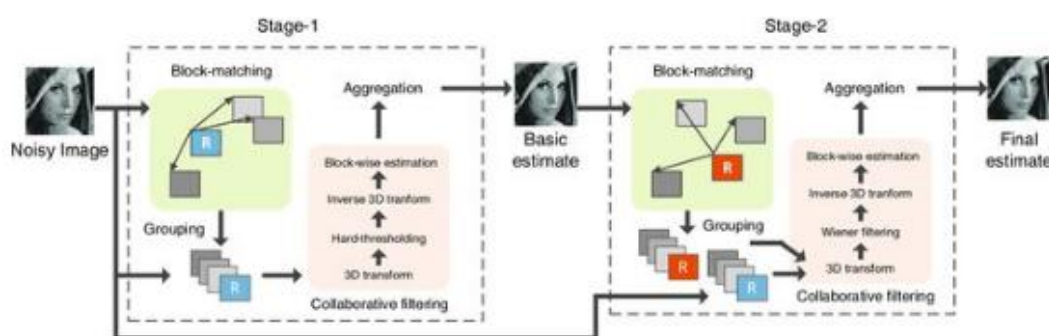 Stage-1
Block-matching
R
Grouping
R
Noisy Image
Aggregation
Block-wise estimation
Inverse 3D tranform
Hard-thresholding
3D transform
Collaborative filtering
Basic
estimate
Stage-2
Block-matching
R
Grouping
R
R
Aggregation
Block-wise estimation
Inverse 3D tranform
Wiener filtering
3D transform
Collaborative filtering
Final
estimate